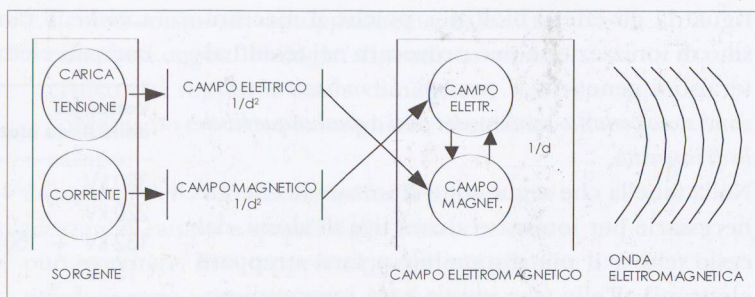 CARICA
TENSIONE
CORRENTE
SORGENTE
CAMPO ELETTRICO
1/d²
CAMPO MAGNETICO
1/d²
CAMPO
ELETTR.
1/d
CAMPO
MAGNET.
CAMPO ELETTROMAGNETICO
ONDA
ELETTROMAGNETICA